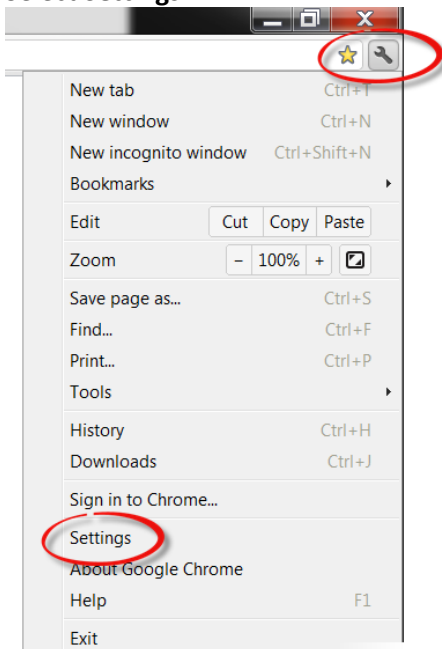 New tab Ctrl+T
New window Ctrl+N
New incognito window Ctrl+Shift+N
Bookmarks
Edit Cut Copy Paste
Zoom - 100% +
Save page as... Ctrl+S
Find... Ctrl+F
Print... Ctrl+P
Tools
History Ctrl+H
Downloads Ctrl+J
Sign in to Chrome...
Settings
About Google Chrome
Help F1
Exit